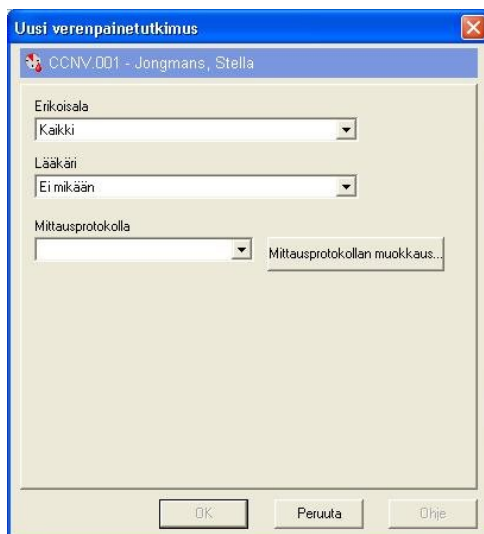 Uusi verenpainetutkimus
CCNV.001 - Jongmans, Stella
Erikoisala
Kaikki
Lääkäri
Ei mikään
Mittausprotokolla
Mittausprotokollan muokkaus...
OK
Peruuta
Ohje